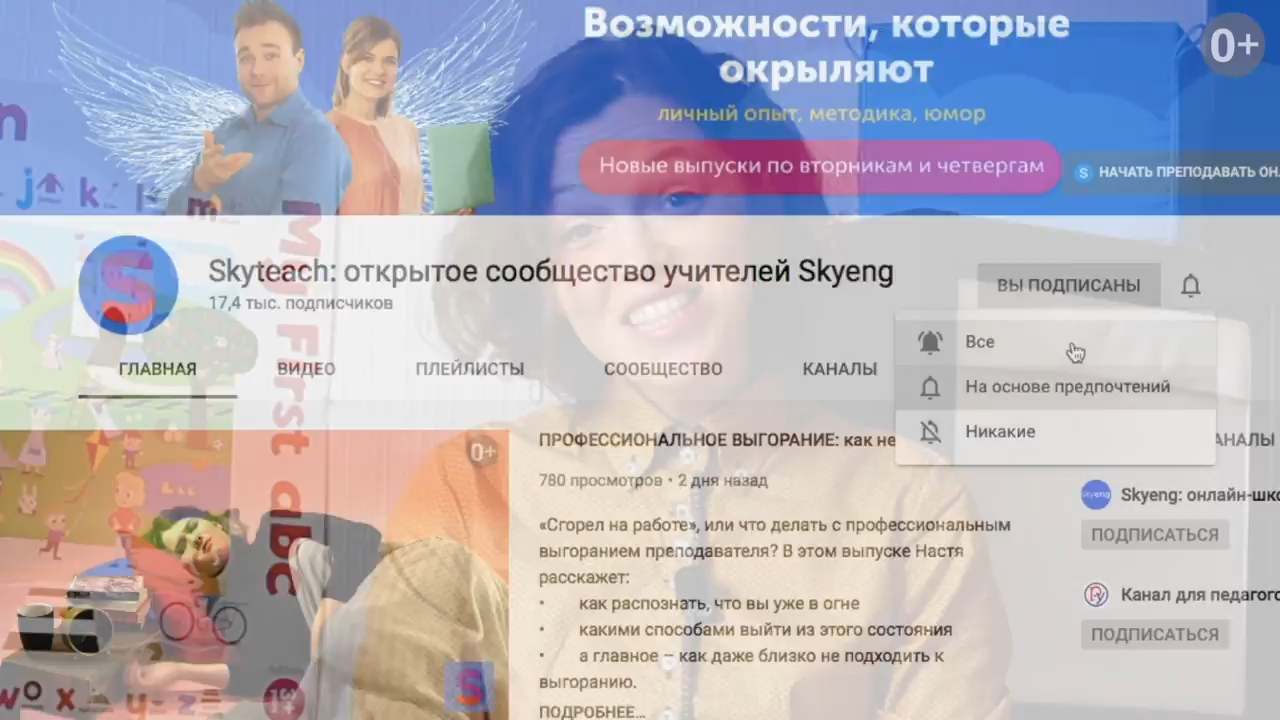 Возможности, которые
окрыляют
0+
личный опыт, методика, юмор
Новые выпуски по вторникам и четвергам
S НАЧАТЬ ПРЕПОДАВАТЬ ОН
n
j k l
m
My First aBc
S
Skyteach: открытое сообщество учителей Skyeng
17,4 тыс. подписчиков
ВЫ ПОДПИСАНЫ
ГЛАВНАЯ ВИДЕО ПЛЕЙЛИСТЫ СООБЩЕСТВО КАНАЛЫ
Все
На основе предпочтений
Никакие
0+
ПРОФЕССИОНАЛЬНОЕ ВЫГОРАНИЕ: как не
АНАЛЫ
780 просмотров • 2 дня назад
skyeng
Skyeng: онлайн-шко
ПОДПИСАТЬСЯ
«Сгорел на работе», или что делать с профессиональным
выгоранием преподавателя? В этом выпуске Настя
расскажет:
• как распознать, что вы уже в огне
• какими способами выйти из этого состояния
• а главное – как даже близко не подходить к
выгоранию.
ПОДРОБНЕЕ...
Канал для педагого
ПОДПИСАТЬСЯ
S
w o x y z